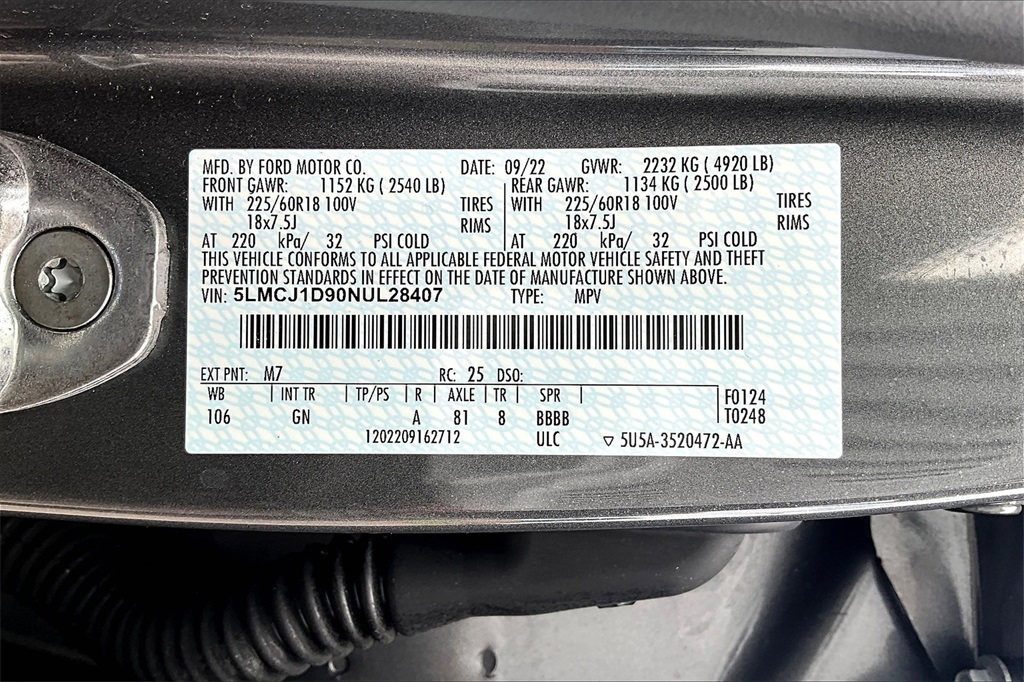 MFD. BY FORD MOTOR CO. DATE: 09/22 GVWR: 2232 KG ( 4920 LB)
FRONT GAWR: 1152 KG ( 2540 LB) REAR GAWR: 1134 KG ( 2500 LB)
WITH 225/60R18 100V TIRES WITH 225/60R18 100V TIRES
18x7.5J RIMS 18x7.5J RIMS
AT 220 kPa/ 32 PSI COLD AT 220 kPa/ 32 PSI COLD
THIS VEHICLE CONFORMS TO ALL APPLICABLE FEDERAL MOTOR VEHICLE SAFETY AND THEFT
PREVENTION STANDARDS IN EFFECT ON THE DATE OF MANUFACTURE SHOWN ABOVE.
VIN: 5LMCJ1D90NUL28407 TYPE: MPV
EXT PNT: M7 RC: 25 DSO:
WB INT TR TP/PS R AXLE TR SPR F0124
106 GN A 81 8 BBBB T0248
1202209162712 ULC ▽ 5U5A-3520472-AA